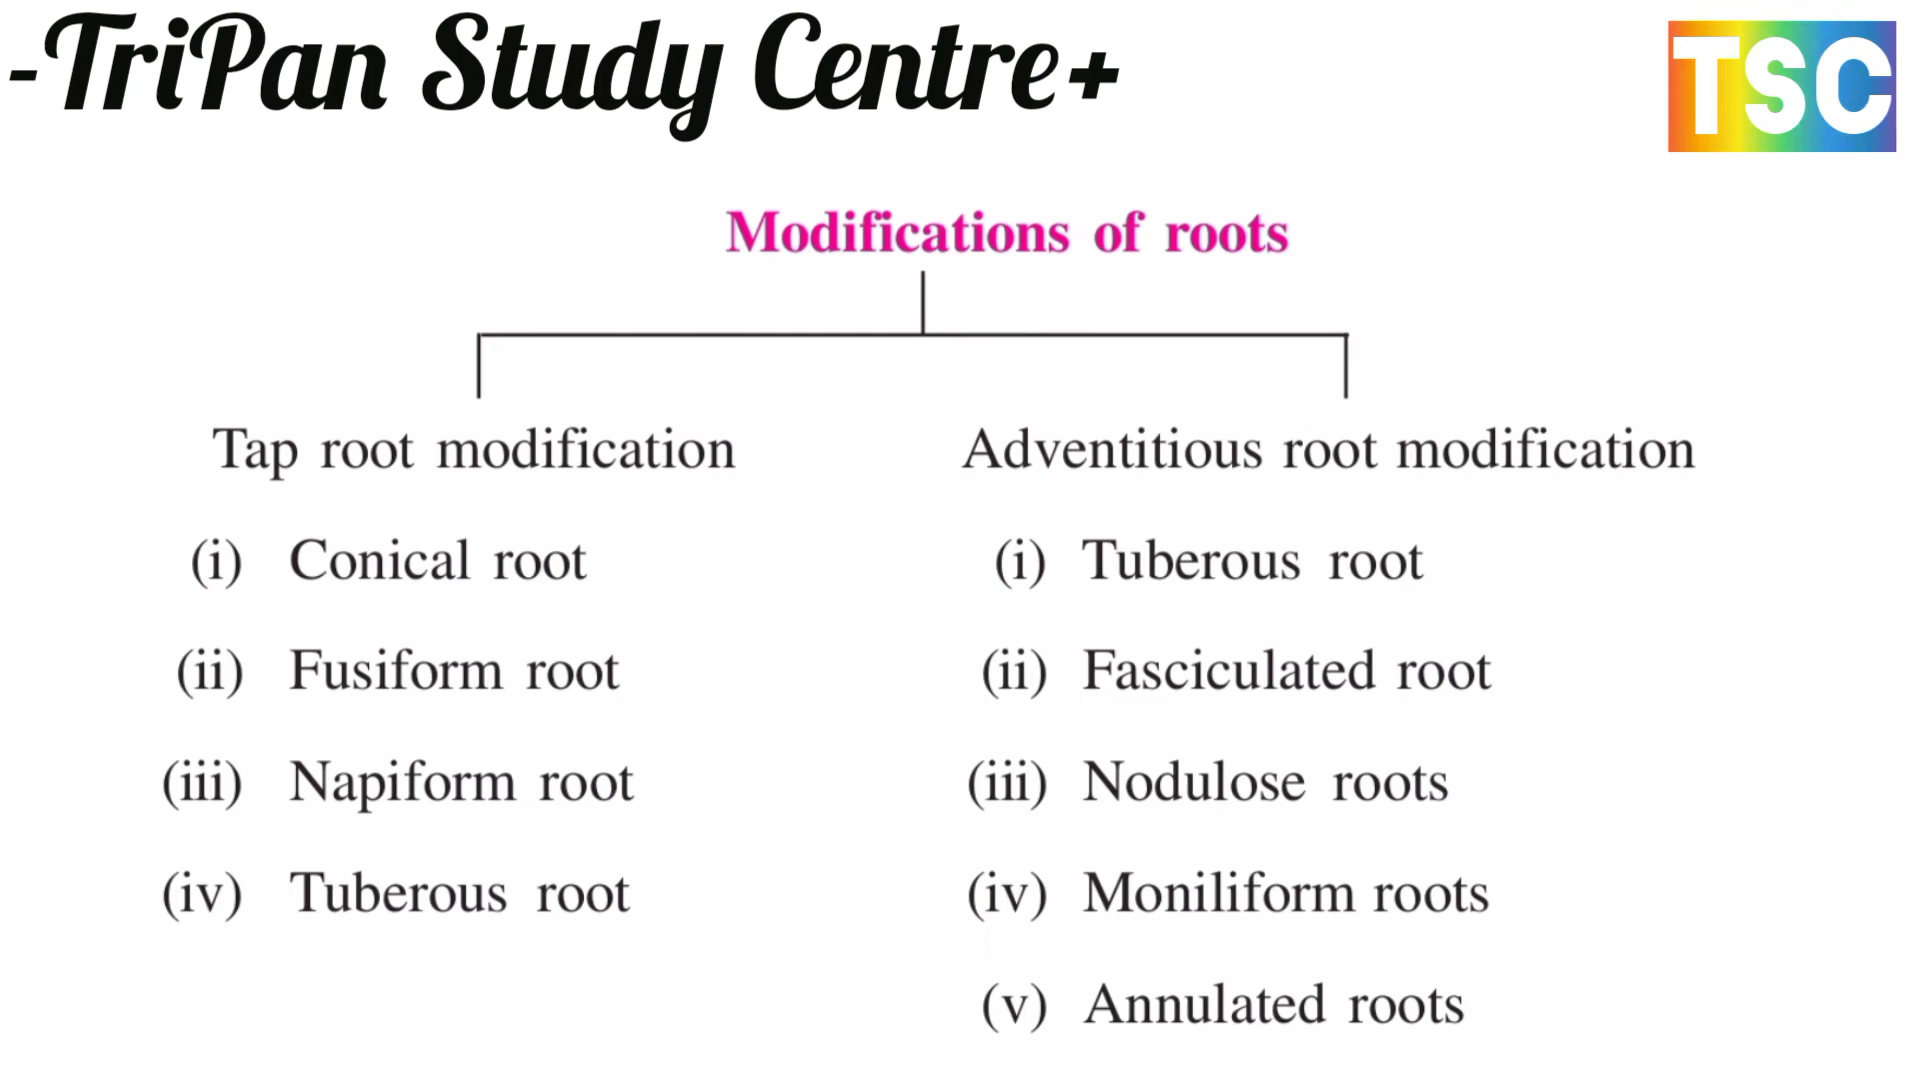 -TriPan Study Centre+
TSC
Modifications of roots
Tap root modification
(i) Conical root
(ii) Fusiform root
(iii) Napiform root
(iv) Tuberous root
Adventitious root modification
(i) Tuberous root
(ii) Fasciculated root
(iii) Nodulose roots
(iv) Moniliform roots
(v) Annulated roots